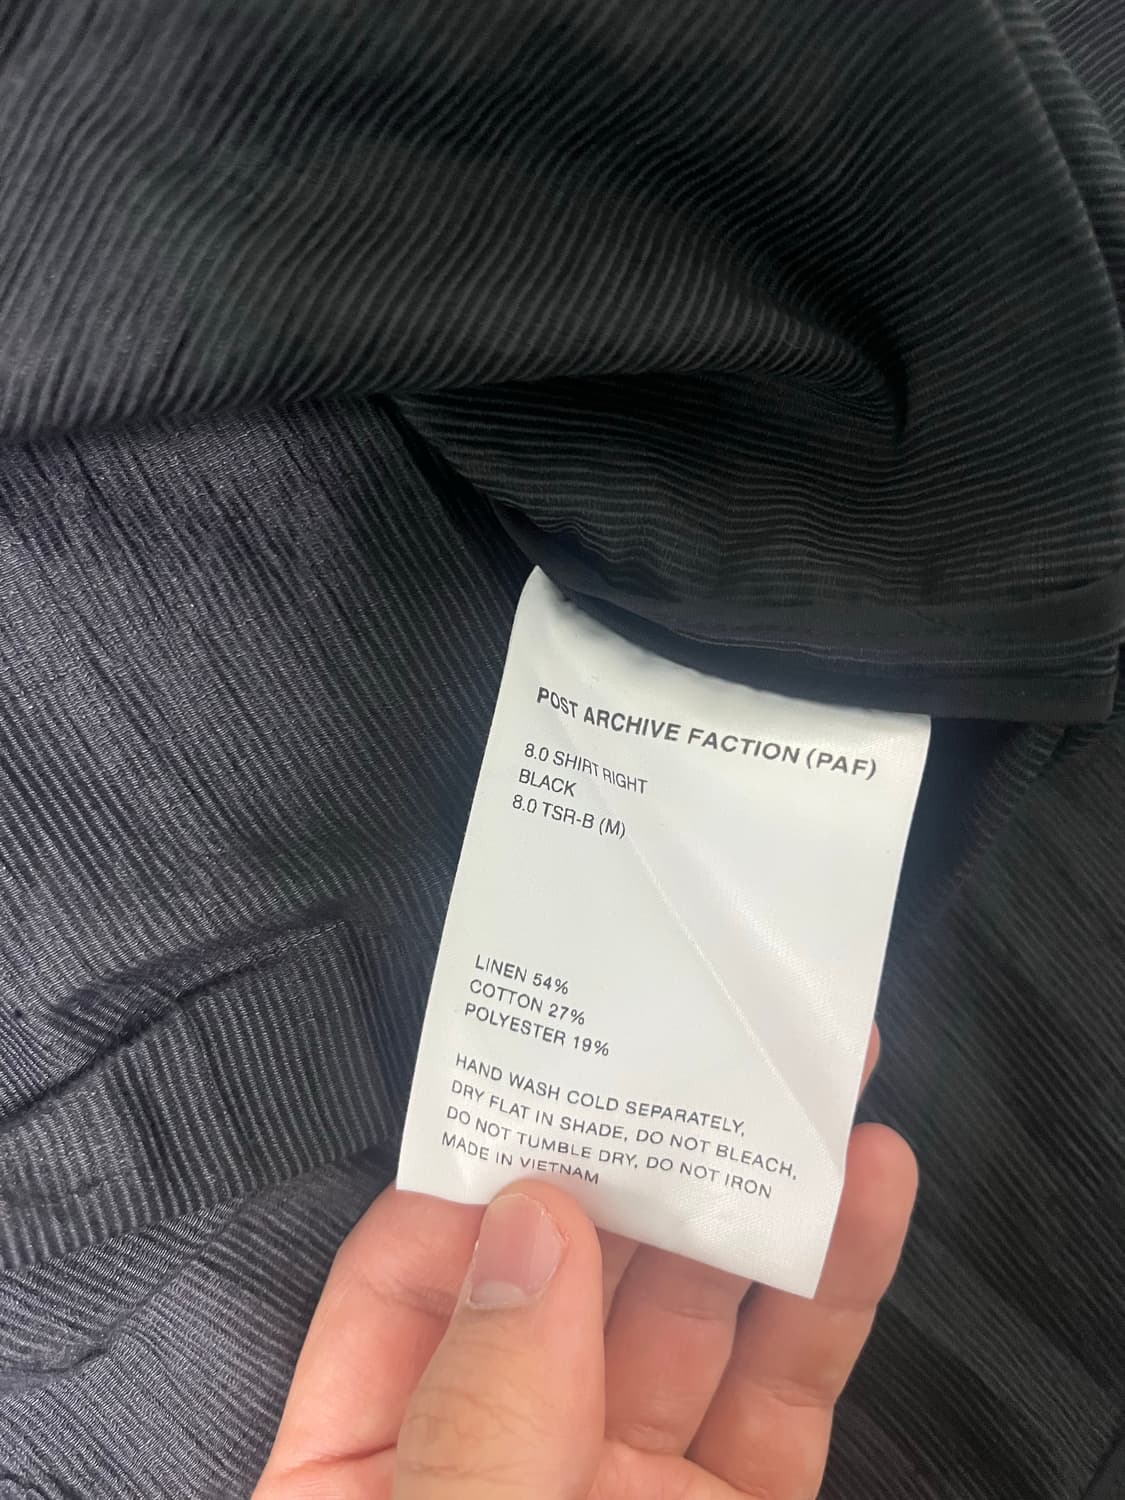 POST ARCHIVE FACTION (PAF)
8.0 SHIRT RIGHT
BLACK
8.0 TSR-B (M)
LINEN 54%
COTTON 27%
POLYESTER 19%
HAND WASH COLD SEPARATELY,
DRY FLAT IN SHADE, DO NOT BLEACH,
DO NOT TUMBLE DRY, DO NOT IRON
MADE IN VIETNAM